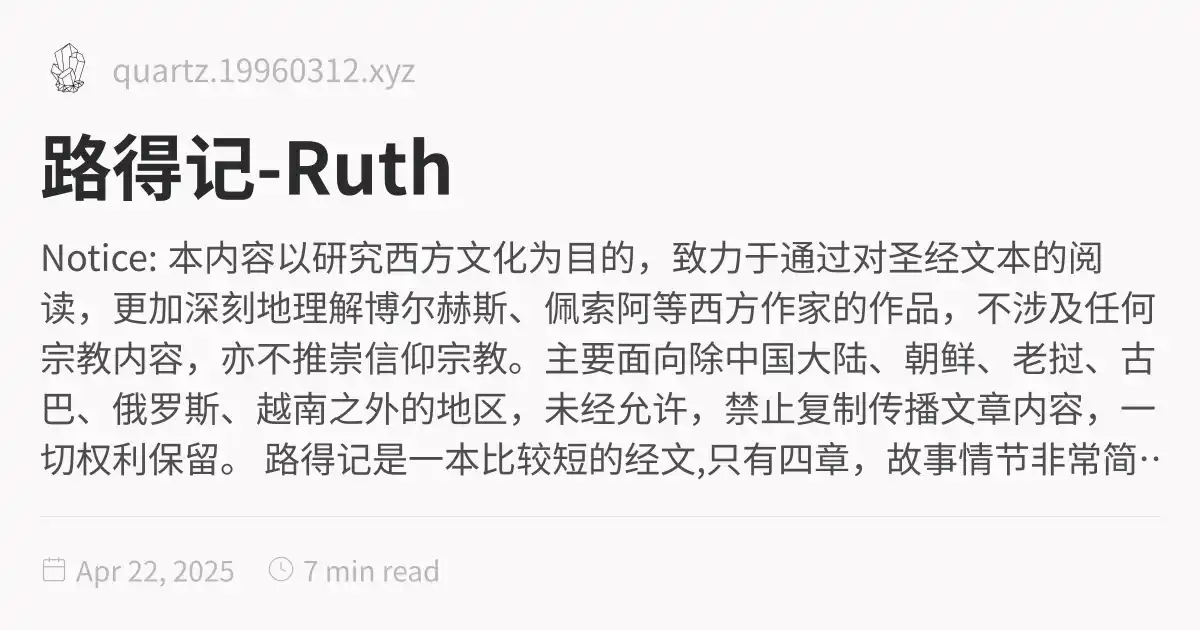 quartz.19960312.xyz
路得记-Ruth
Notice: 本内容以研究西方文化为目的，致力于通过对圣经文本的阅
读，更加深刻地理解博尔赫斯、佩索阿等西方作家的作品，不涉及任何
宗教内容，亦不推崇信仰宗教。主要面向除中国大陆、朝鲜、老挝、古
巴、俄罗斯、越南之外的地区，未经允许，禁止复制传播文章内容，一
切权利保留。 路得记是一本比较短的经文,只有四章，故事情节非常简··
Apr 22, 2025 7 min read